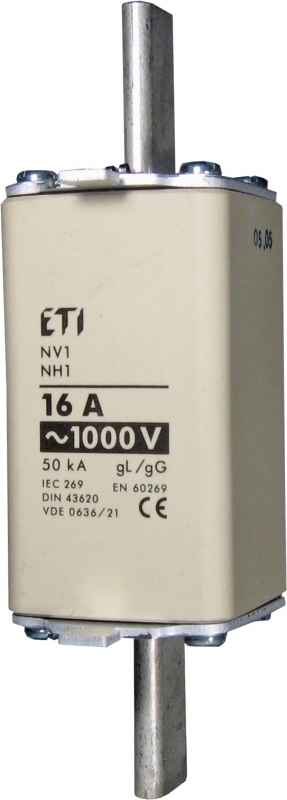 05.05
ETI
NV1
NH1
16 A
~1000 V
50 kA gL/gG
IEC 269 EN 60269
DIN 43620
VDE 0636/21 CE